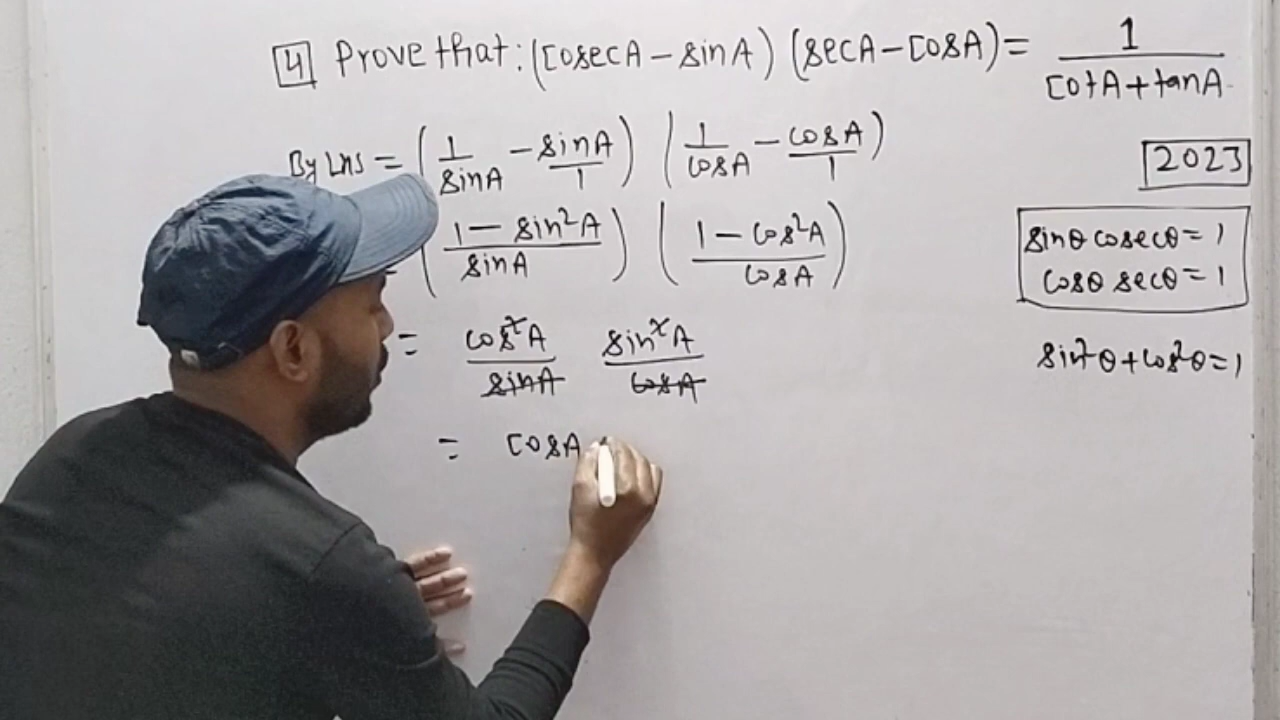 4 Prove that: (cosecA - sinA) (secA - cosA) = 1 / cotA + tanA
By LHS = (1/sinA - sinA/1) (1/cosA - cosA/1)
2023
= (1 - sin²A / sinA) (1 - cos²A / cosA)
sinθ cosecθ = 1
cosθ secθ = 1
= cos²A / sinA sin²A / cosA
sin²θ + cos²θ = 1
= cosA